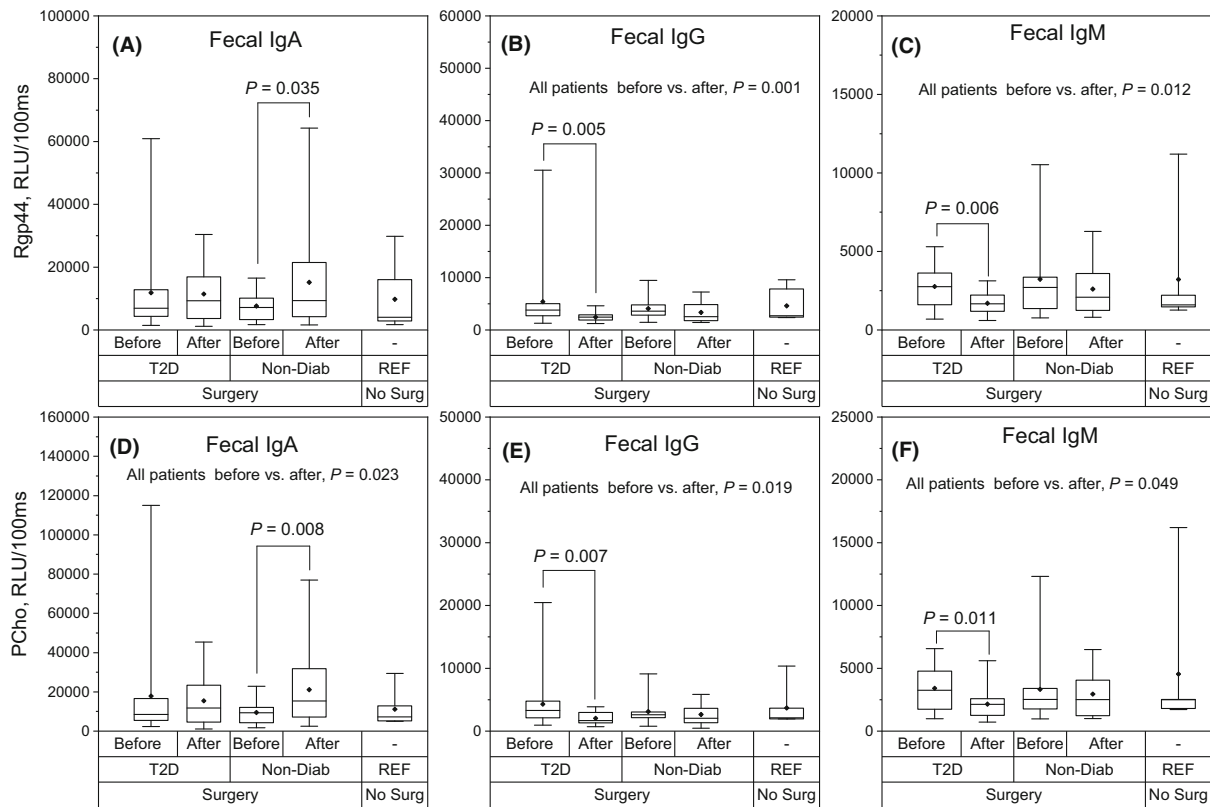 (A) Fecal IgA
Rgp44, RLU/100ms
100000
80000
60000
40000
20000
0
P = 0.035
Before After Before After -
T2D Non-Diab REF
Surgery No Surg
(B) Fecal IgG
60000
50000
40000
30000
20000
10000
0
All patients before vs. after, P = 0.001
P = 0.005
Before After Before After -
T2D Non-Diab REF
Surgery No Surg
(C) Fecal IgM
20000
15000
10000
5000
0
All patients before vs. after, P = 0.012
P = 0.006
Before After Before After -
T2D Non-Diab REF
Surgery No Surg
(D) Fecal IgA
PCho, RLU/100ms
160000
140000
120000
100000
80000
60000
40000
20000
0
All patients before vs. after, P = 0.023
P = 0.008
Before After Before After -
T2D Non-Diab REF
Surgery No Surg
(E) Fecal IgG
50000
40000
30000
20000
10000
0
All patients before vs. after, P = 0.019
P = 0.007
Before After Before After -
T2D Non-Diab REF
Surgery No Surg
(F) Fecal IgM
25000
20000
15000
10000
5000
0
All patients before vs. after, P = 0.049
P = 0.011
Before After Before After -
T2D Non-Diab REF
Surgery No Surg